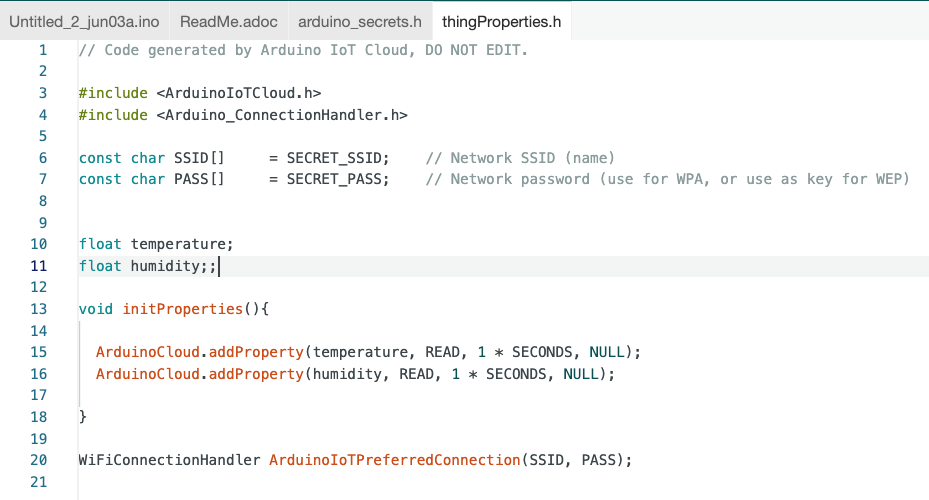 Untitled_2_jun03a.ino ReadMe.adoc arduino_secrets.h thingProperties.h
1 // Code generated by Arduino IoT Cloud, DO NOT EDIT.
2
3 #include <ArduinoIoTCloud.h>
4 #include <Arduino_ConnectionHandler.h>
5
6 const char SSID[]     = SECRET_SSID;    // Network SSID (name)
7 const char PASS[]     = SECRET_PASS;    // Network password (use for WPA, or use as key for WEP)
8
9
10 float temperature;
11 float humidity;;
12
13 void initProperties(){
14
15   ArduinoCloud.addProperty(temperature, READ, 1 * SECONDS, NULL);
16   ArduinoCloud.addProperty(humidity, READ, 1 * SECONDS, NULL);
17
18 }
19
20 WiFiConnectionHandler ArduinoIoTPreferredConnection(SSID, PASS);
21